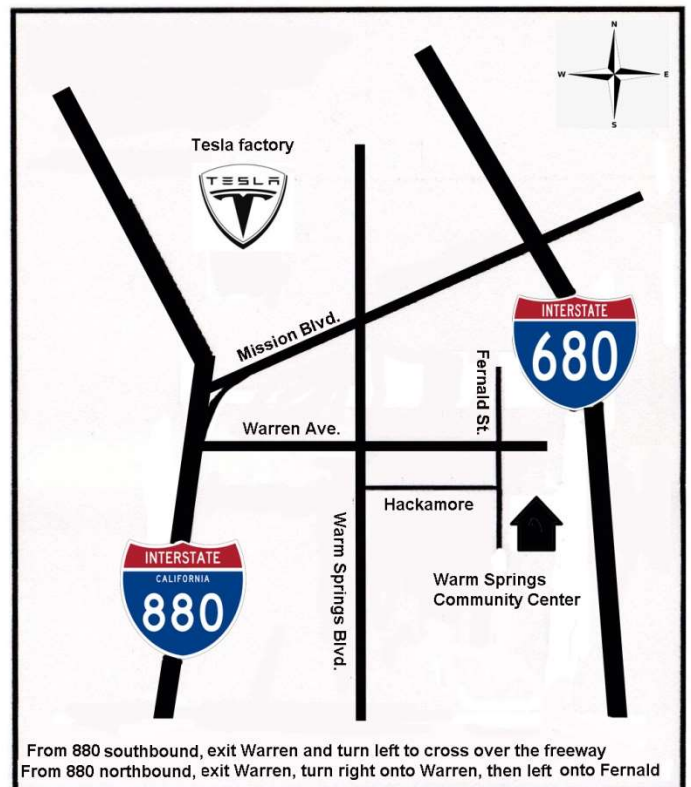 N
W E
S
Tesla factory
TESLA
Mission Blvd.
INTERSTATE
680
Fernald St.
Warren Ave.
Hackamore
Warm Springs Blvd.
INTERSTATE
CALIFORNIA
880
Warm Springs
Community Center
From 880 southbound, exit Warren and turn left to cross over the freeway
From 880 northbound, exit Warren, turn right onto Warren, then left onto Fernald